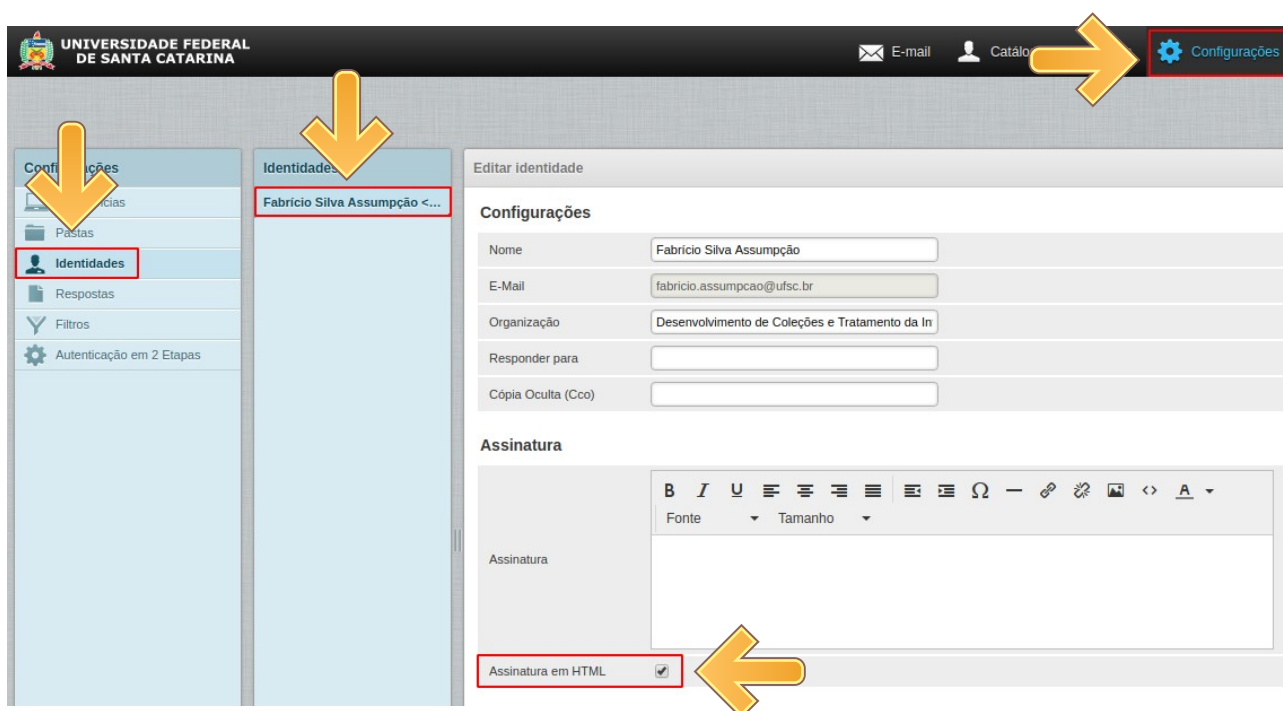 UNIVERSIDADE FEDERAL
DE SANTA CATARINA
E-mail
Configurações
Identidades
Editar identidade
Fabrício Silva Assumpção <...
Pastas
Identidades
Respostas
Filtros
Autenticação em 2 Etapas
Configurações
Nome
Fabrício Silva Assumpção
E-Mail
fabricio.assumpcao@ufsc.br
Organização
Desenvolvimento de Coleções e Tratamento da In
Responder para
Cópia Oculta (Cco)
Assinatura
B I U Ω A
Fonte Tamanho
Assinatura
Assinatura em HTML